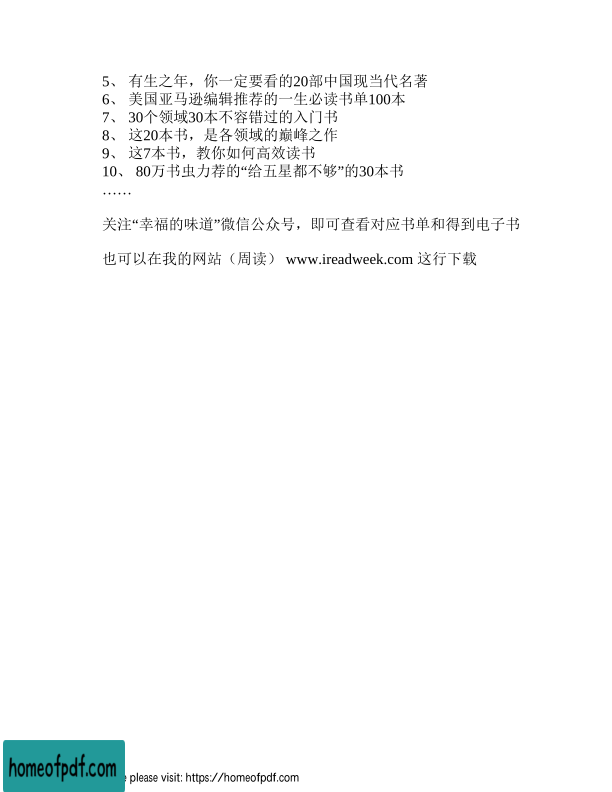 5、 有生之年，你一定要看的20部中国现当代名著
6、 美国亚马逊编辑推荐的一生必读书单100本
7、 30个领域30本不容错过的入门书
8、 这20本书，是各领域的巅峰之作
9、 这7本书，教你如何高效读书
10、 80万书虫力荐的“给五星都不够”的30本书
……
关注“幸福的味道”微信公众号，即可查看对应书单和得到电子书
也可以在我的网站（周读） www.ireadweek.com 这行下载
homeofpdf.com
please visit: https://homeofpdf.com